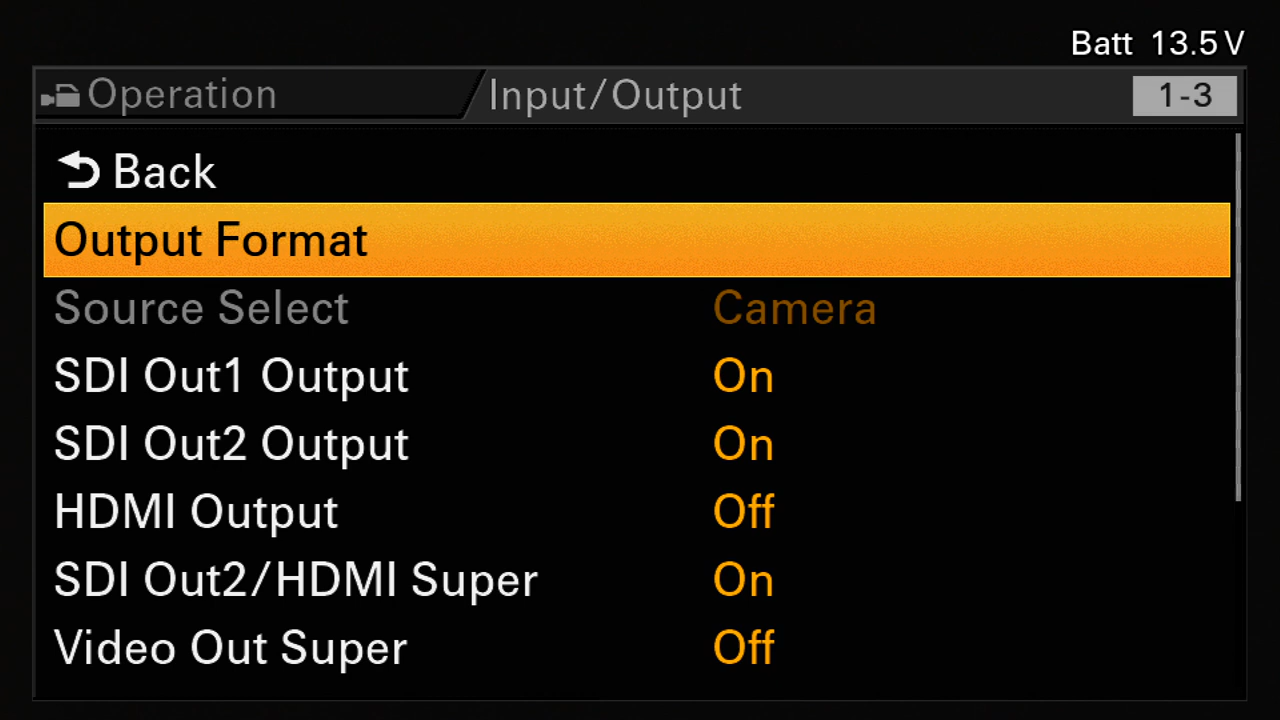 Batt 13.5 V
Operation Input/Output 1-3
Back
Output Format
Source Select Camera
SDI Out1 Output On
SDI Out2 Output On
HDMI Output Off
SDI Out2/HDMI Super On
Video Out Super Off